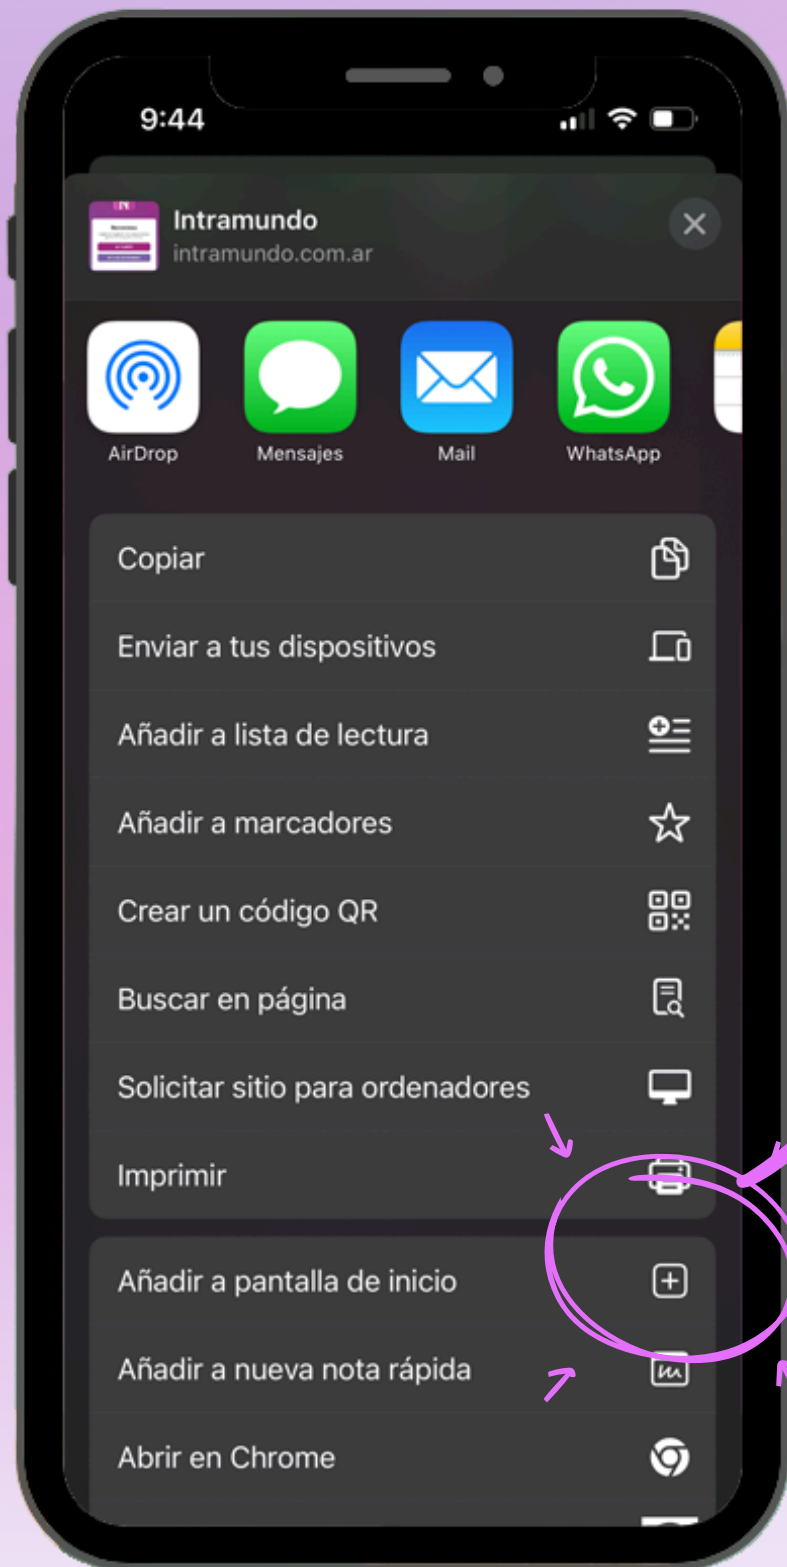 9:44
Intramundo
intramundo.com.ar
AirDrop
Mensajes
Mail
WhatsApp
Copiar
Enviar a tus dispositivos
Añadir a lista de lectura
Añadir a marcadores
Crear un código QR
Buscar en página
Solicitar sitio para ordenadores
Imprimir
Añadir a pantalla de inicio
Añadir a nueva nota rápida
Abrir en Chrome